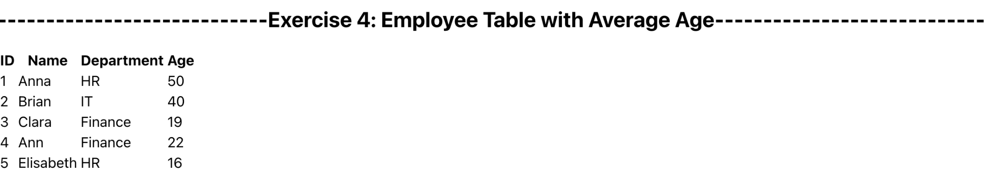 ----------------------------Exercise 4: Employee Table with Average Age----------------------------
ID Name Department Age
1 Anna HR 50
2 Brian IT 40
3 Clara Finance 19
4 Ann Finance 22
5 Elisabeth HR 16